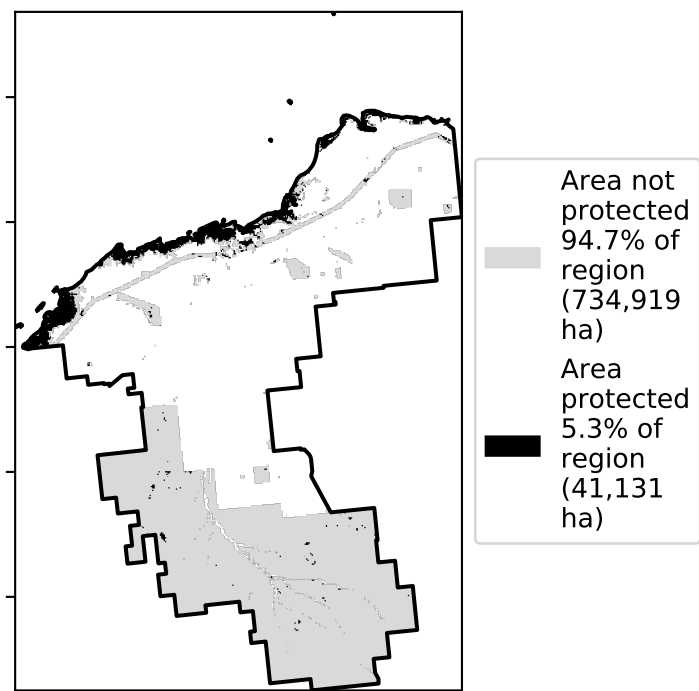 Area not
protected
94.7% of
region
(734,919
ha)
Area
protected
5.3% of
region
(41,131
ha)